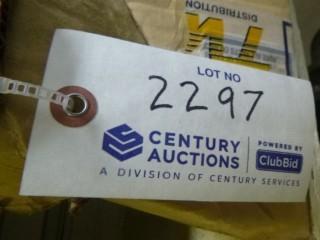 DISTRIBUTION
LOT NO
2297
CENTURY
AUCTIONS
POWERED BY
ClubBid
A DIVISION OF CENTURY SERVICES